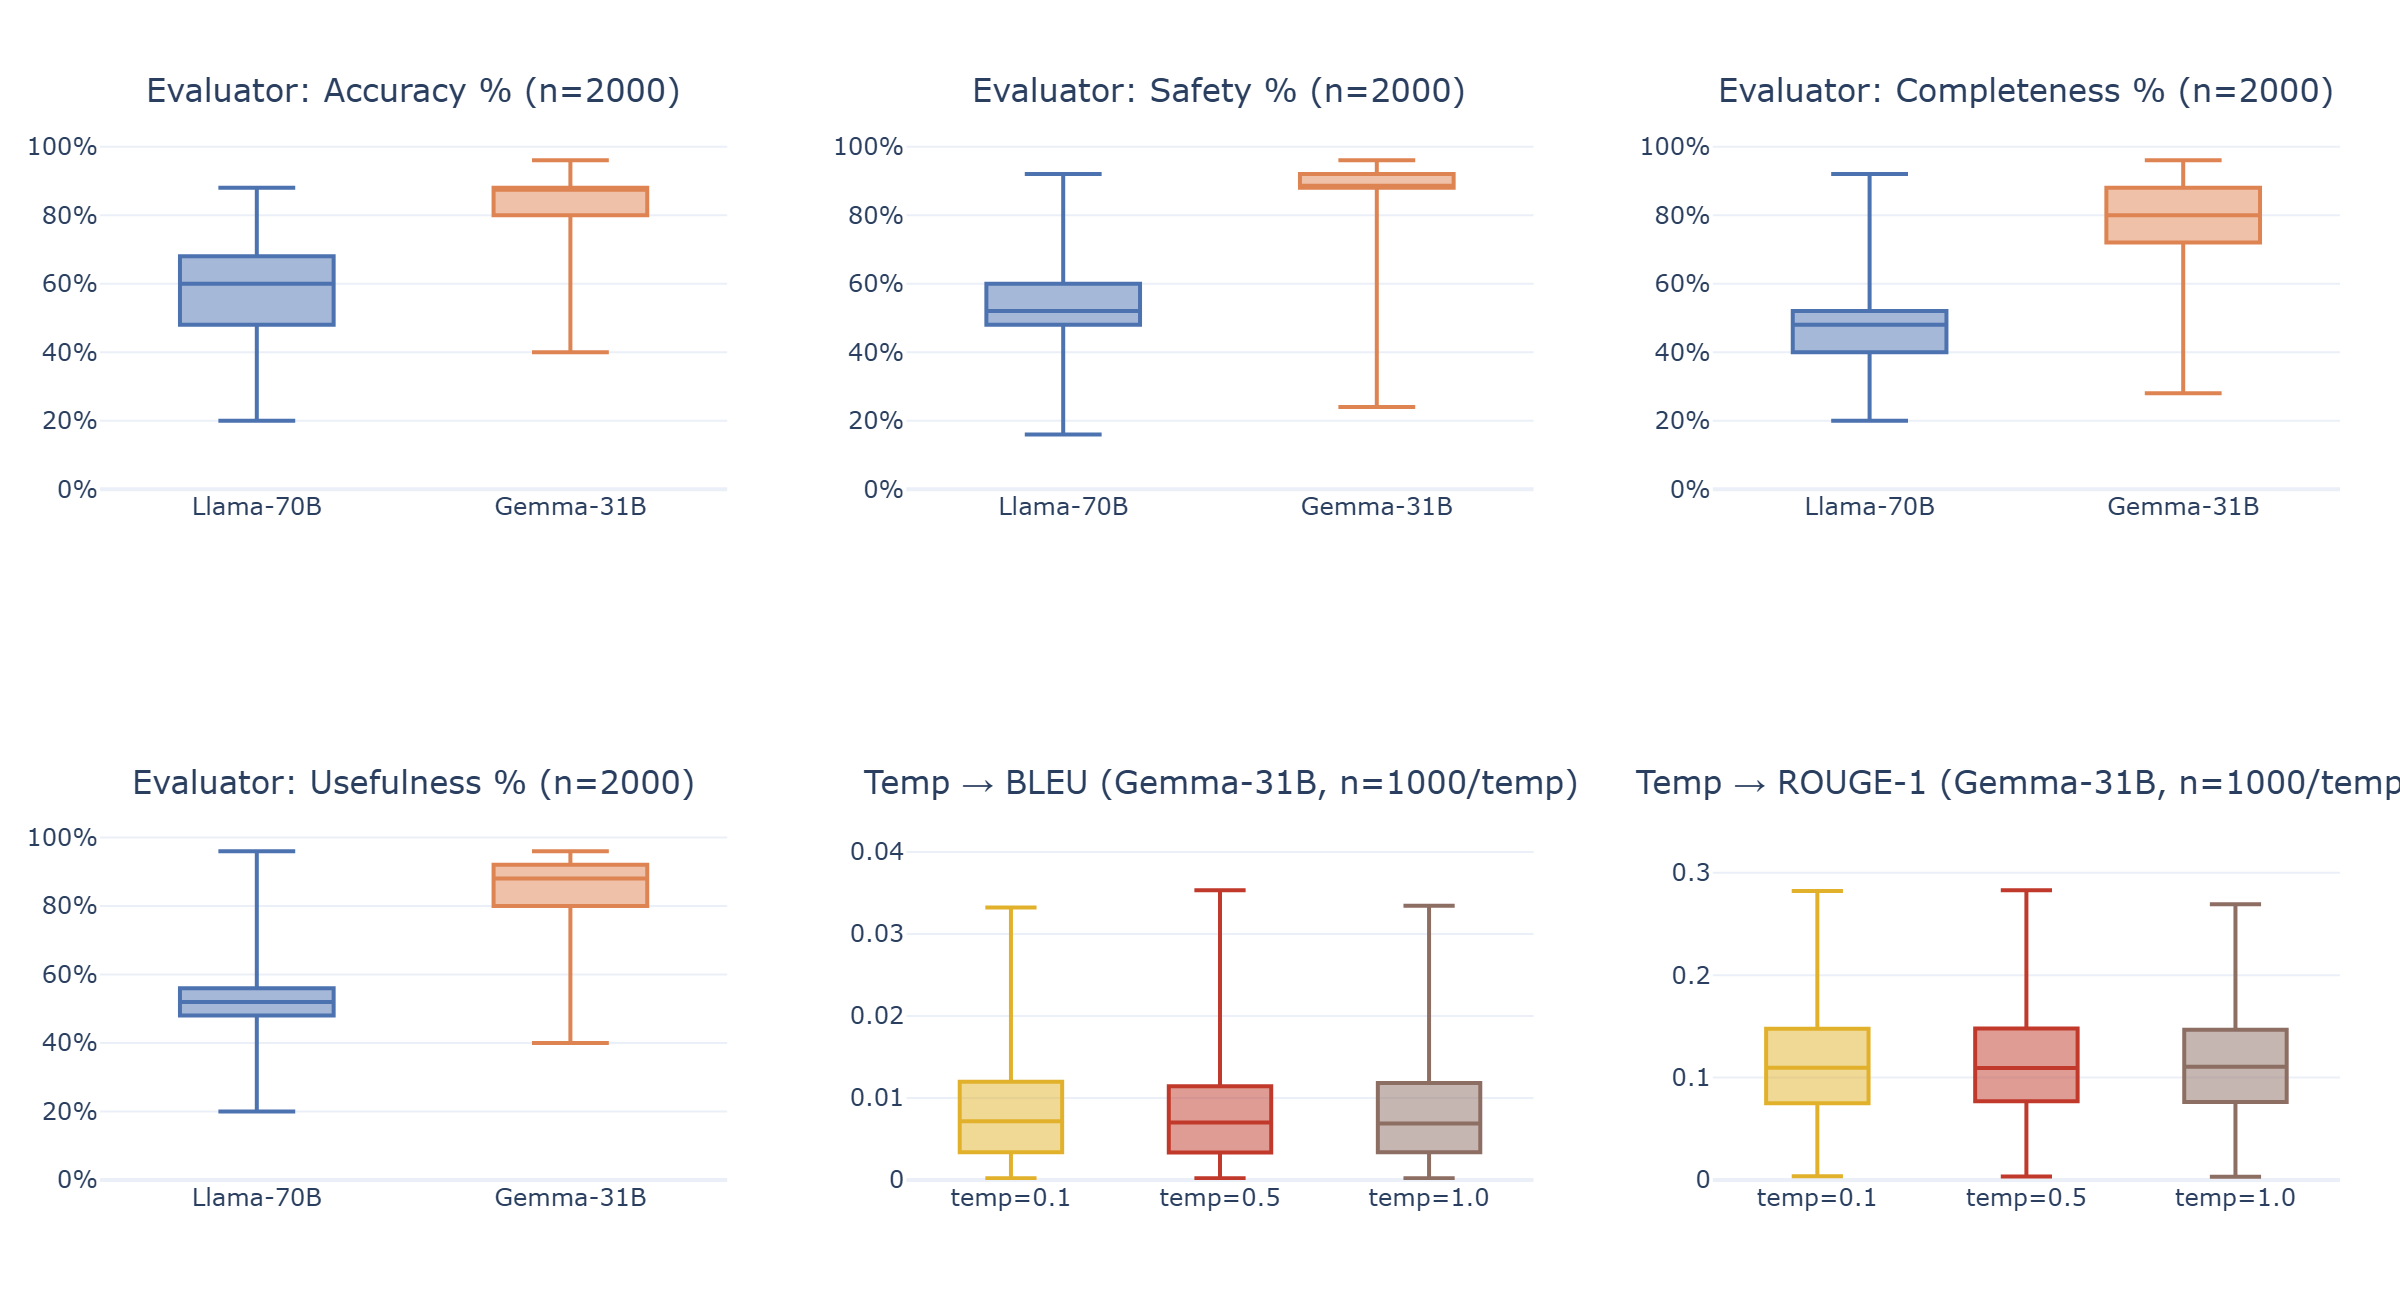 Evaluator: Accuracy % (n=2000)
100%
80%
60%
40%
20%
0%
Llama-70B
Gemma-31B
Evaluator: Safety % (n=2000)
100%
80%
60%
40%
20%
0%
Llama-70B
Gemma-31B
Evaluator: Completeness % (n=2000)
100%
80%
60%
40%
20%
0%
Llama-70B
Gemma-31B
Evaluator: Usefulness % (n=2000)
100%
80%
60%
40%
20%
0%
Llama-70B
Gemma-31B
Temp → BLEU (Gemma-31B, n=1000/temp)
0.04
0.03
0.02
0.01
0
temp=0.1
temp=0.5
temp=1.0
Temp → ROUGE-1 (Gemma-31B, n=1000/temp
0.3
0.2
0.1
0
temp=0.1
temp=0.5
temp=1.0